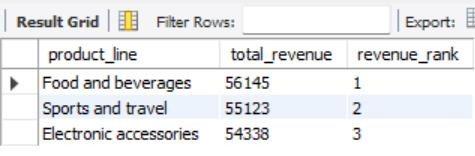 Result Grid Filter Rows: Export:
product_line total_revenue revenue_rank
Food and beverages 56145 1
Sports and travel 55123 2
Electronic accessories 54338 3